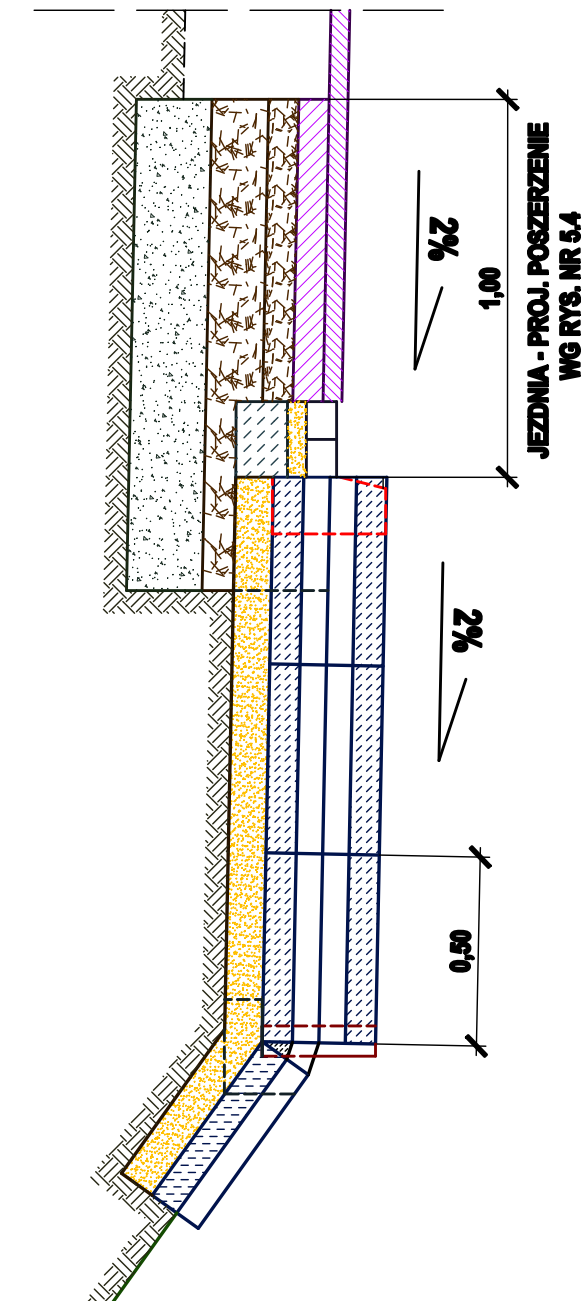 JEZDNIA - PROJ. POSZERZENIE
WG RYS. NR 5.4
1,00
2%
2%
0,50